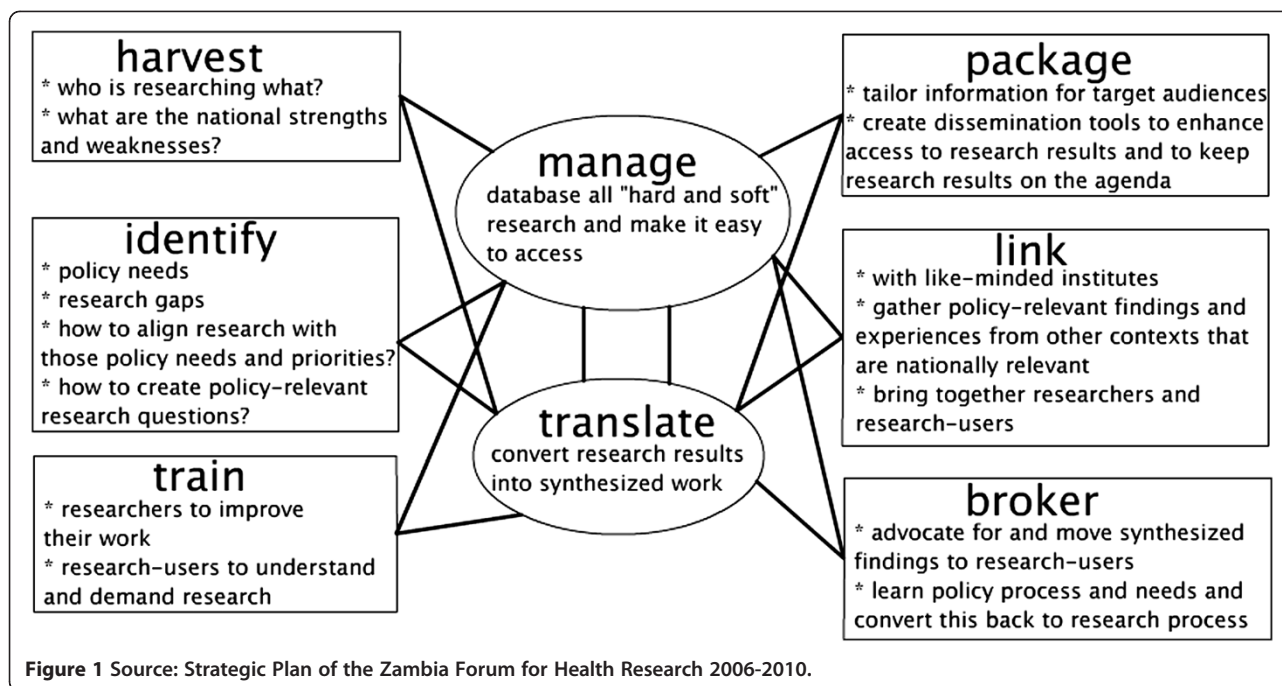 harvest
* who is researching what?
* what are the national strengths
and weaknesses?
identify
* policy needs
* research gaps
* how to align research with
those policy needs and priorities?
* how to create policy-relevant
research questions?
train
* researchers to improve
their work
* research-users to understand
and demand research
manage
database all "hard and soft"
research and make it easy
to access
translate
convert research results
into synthesized work
package
* tailor information for target audiences
* create dissemination tools to enhance
access to research results and to keep
research results on the agenda
link
* with like-minded institutes
* gather policy-relevant findings and
experiences from other contexts that
are nationally relevant
* bring together researchers and
research-users
broker
* advocate for and move synthesized
findings to research-users
* learn policy process and needs and
convert this back to research process
Figure 1 Source: Strategic Plan of the Zambia Forum for Health Research 2006-2010.